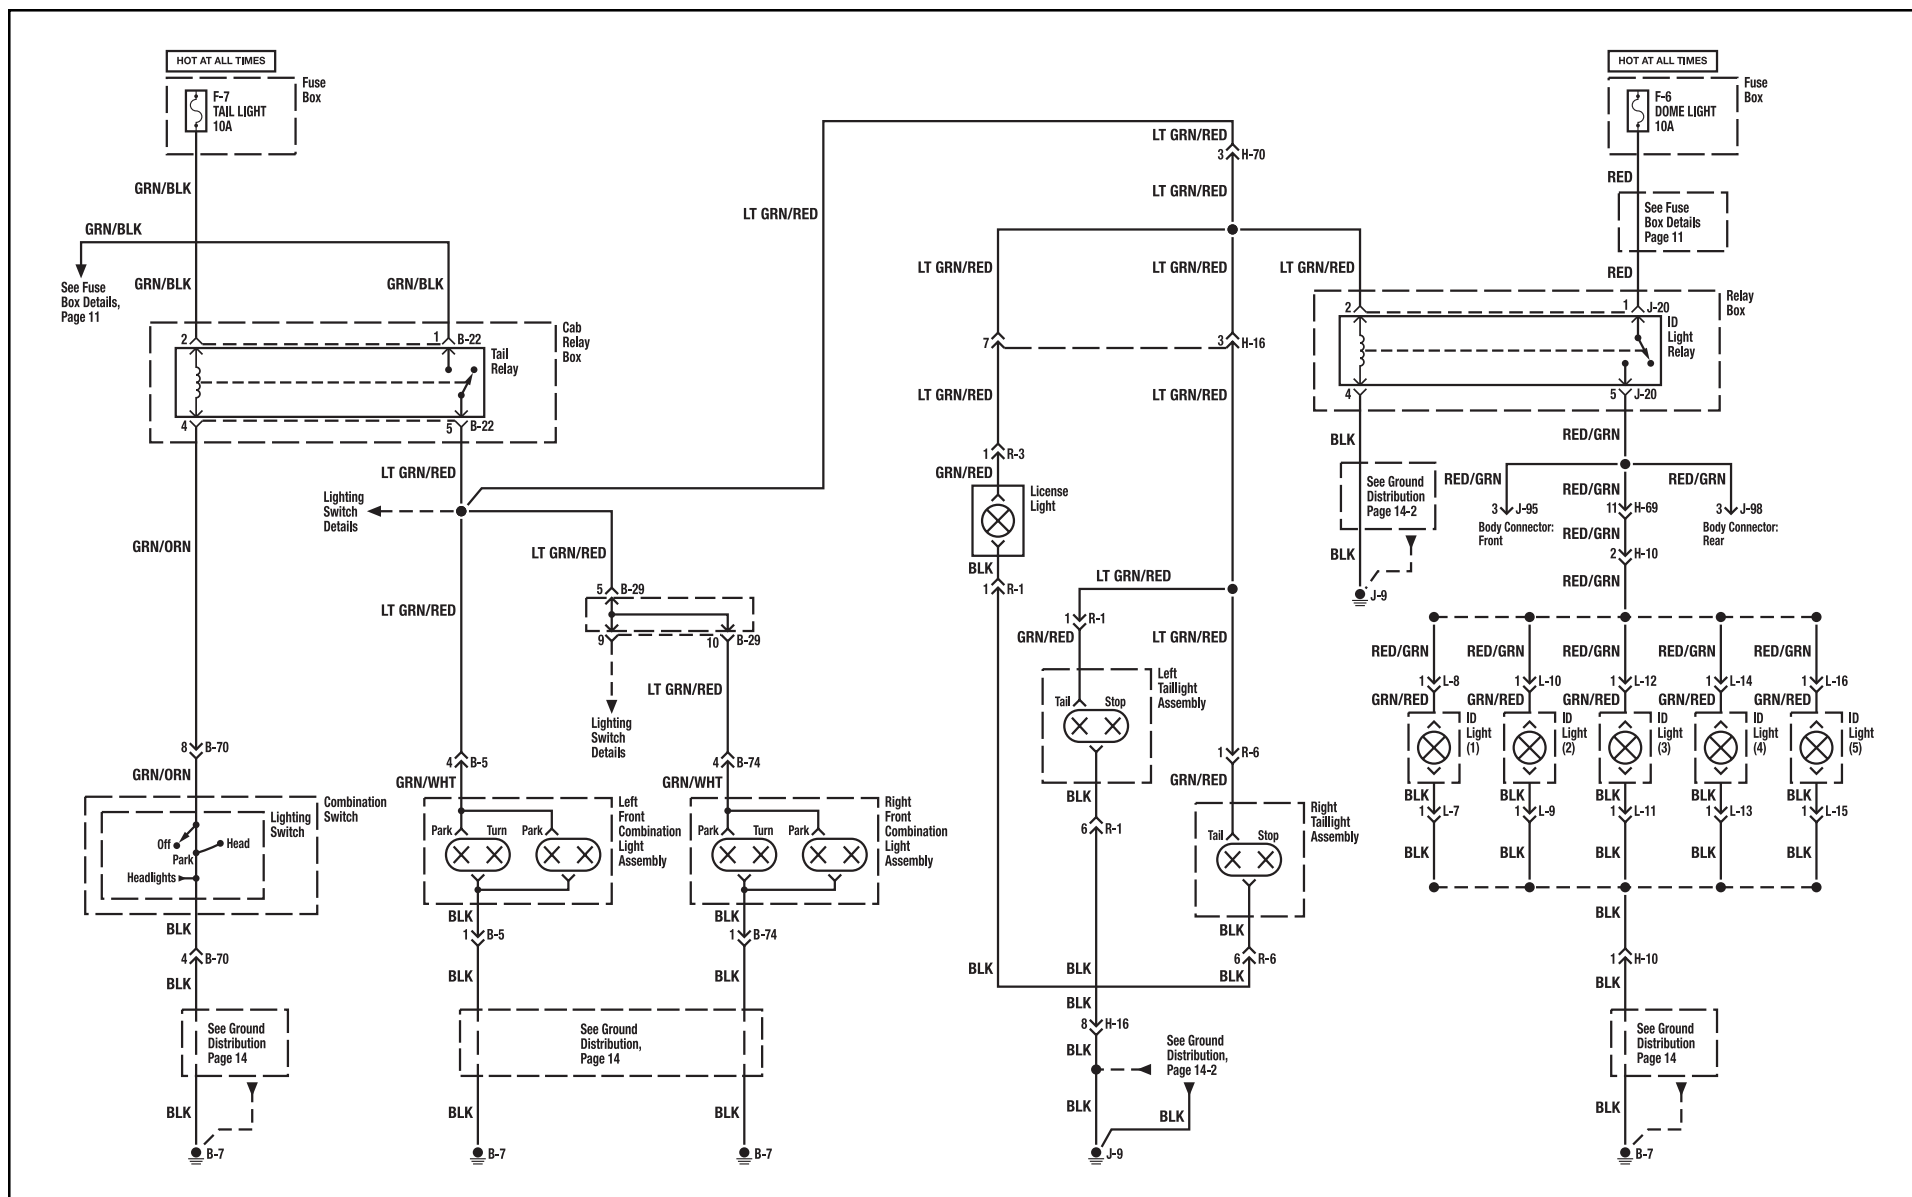 HOT AT ALL TIMES
Fuse
Box
F-7
TAIL LIGHT
10A
GRN/BLK
GRN/BLK
GRN/BLK
GRN/BLK
See Fuse
Box Details,
Page 11
2
1
B-22
Cab
Relay
Box
Tail
Relay
4
5
B-22
LT GRN/RED
Lighting
Switch
Details
GRN/ORN
LT GRN/RED
LT GRN/RED
5
B-29
9
10
B-29
LT GRN/RED
Lighting
Switch
Details
8
B-70
GRN/ORN
Combination
Switch
Lighting
Switch
Off
Head
Park
Headlights
BLK
4
B-70
BLK
See Ground
Distribution
Page 14
BLK
B-7
4
B-5
GRN/WHT
Left
Front
Combination
Light
Assembly
Park
Turn
Park
BLK
1
B-5
BLK
4
B-74
GRN/WHT
Right
Front
Combination
Light
Assembly
Park
Turn
Park
BLK
1
B-74
BLK
See Ground
Distribution,
Page 14
BLK
B-7
BLK
B-7
LT GRN/RED
LT GRN/RED
3
H-70
LT GRN/RED
LT GRN/RED
LT GRN/RED
LT GRN/RED
7
3
H-16
LT GRN/RED
LT GRN/RED
1
R-3
GRN/RED
License
Light
BLK
1
R-1
LT GRN/RED
1
R-1
GRN/RED
LT GRN/RED
Left
Taillight
Assembly
Tail
Stop
BLK
6
R-1
1
R-6
GRN/RED
Right
Taillight
Assembly
Tail
Stop
BLK
6
R-6
BLK
BLK
BLK
BLK
8
H-16
BLK
See Ground
Distribution,
Page 14-2
BLK
BLK
J-9
HOT AT ALL TIMES
Fuse
Box
F-6
DOME LIGHT
10A
RED
See Fuse
Box Details
Page 11
RED
2
1
J-20
Relay
Box
ID
Light
Relay
4
5
J-20
BLK
See Ground
Distribution
Page 14-2
BLK
J-9
RED/GRN
RED/GRN
RED/GRN
RED/GRN
3
J-95
11
H-69
3
J-98
Body Connector:
Front
Body Connector:
Rear
RED/GRN
2
H-10
RED/GRN
RED/GRN
RED/GRN
RED/GRN
RED/GRN
RED/GRN
1
L-8
1
L-10
1
L-12
1
L-14
1
L-16
GRN/RED
GRN/RED
GRN/RED
GRN/RED
GRN/RED
ID
Light
(1)
ID
Light
(2)
ID
Light
(3)
ID
Light
(4)
ID
Light
(5)
BLK
BLK
BLK
BLK
BLK
1
L-7
1
L-9
1
L-11
1
L-13
1
L-15
BLK
BLK
BLK
BLK
BLK
BLK
1
H-10
BLK
See Ground
Distribution
Page 14
BLK
B-7